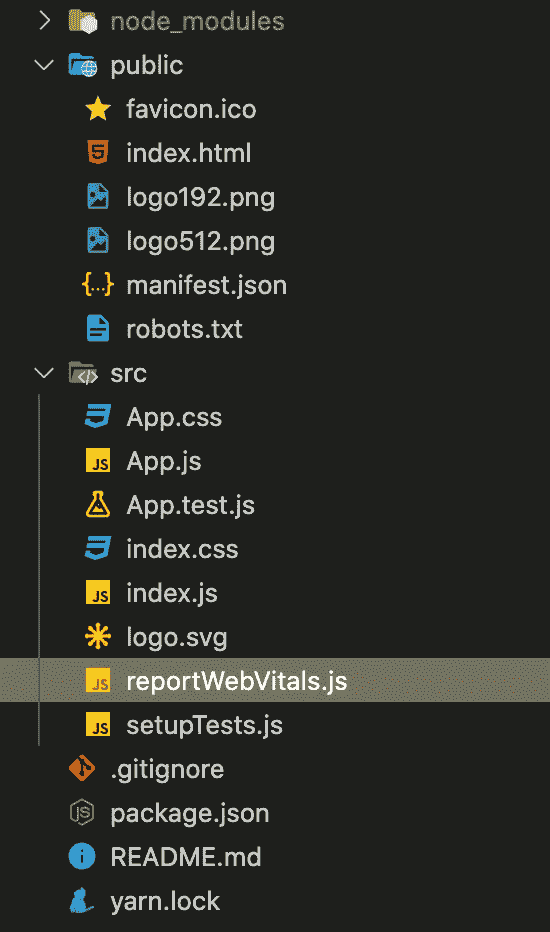 node_modules
public
favicon.ico
index.html
logo192.png
logo512.png
manifest.json
robots.txt
src
App.css
App.js
App.test.js
index.css
index.js
logo.svg
reportWebVitals.js
setupTests.js
.gitignore
package.json
README.md
yarn.lock